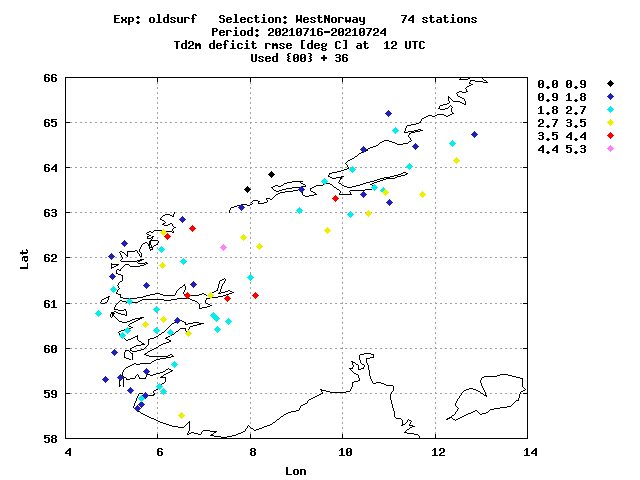 Exp: oldsurf   Selection: WestNorway     74 stations
Period: 20210716-20210724
Td2m deficit rmse [deg C] at  12 UTC
Used {00} + 36
0.0 0.9
0.9 1.8
1.8 2.7
2.7 3.5
3.5 4.4
4.4 5.3
66
65
64
63
62
61
60
59
58
Lat
4 6 8 10 12 14
Lon